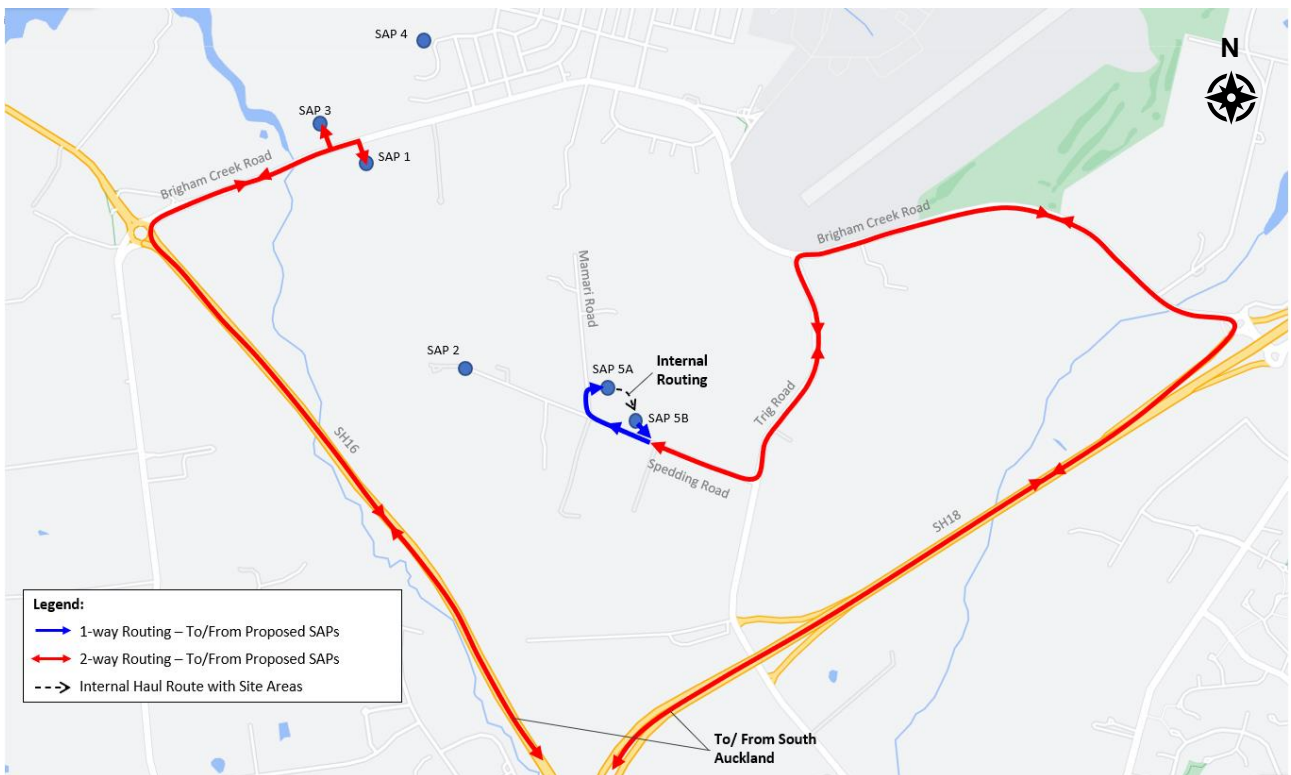 SAP 4
N
SAP 3
SAP 1
Brigham Creek Road
Brigham Creek Road
Mamari Road
SAP 2
SAP 5A
Internal
Routing
SAP 5B
Trig Road
Spedding Road
SH16
SH18
Legend:
1-way Routing – To/From Proposed SAPs
2-way Routing – To/From Proposed SAPs
Internal Haul Route with Site Areas
To/ From South
Auckland